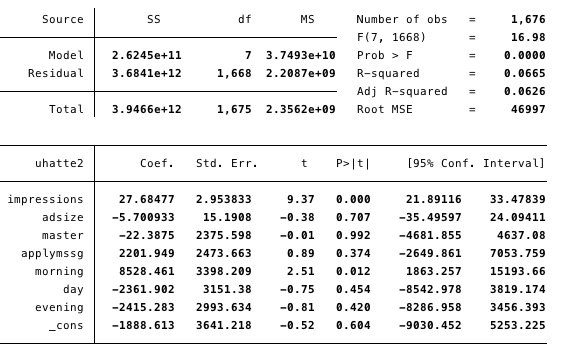 Source SS df MS Number of obs = 1,676
F(7, 1668) = 16.98
Model 2.6245e+11 7 3.7493e+10 Prob > F = 0.0000
Residual 3.6841e+12 1,668 2.2087e+09 R-squared = 0.0665
Adj R-squared = 0.0626
Total 3.9466e+12 1,675 2.3562e+09 Root MSE = 46997
uhatte2 Coef. Std. Err. t P>|t| [95% Conf. Interval]
impressions 27.68477 2.953833 9.37 0.000 21.89116 33.47839
adsize -5.700933 15.1908 -0.38 0.707 -35.49597 24.09411
master -22.3875 2375.598 -0.01 0.992 -4681.855 4637.08
applymssg 2201.949 2473.663 0.89 0.374 -2649.861 7053.759
morning 8528.461 3398.209 2.51 0.012 1863.257 15193.66
day -2361.902 3151.38 -0.75 0.454 -8542.978 3819.174
evening -2415.283 2993.634 -0.81 0.420 -8286.958 3456.393
_cons -1888.613 3641.218 -0.52 0.604 -9030.452 5253.225